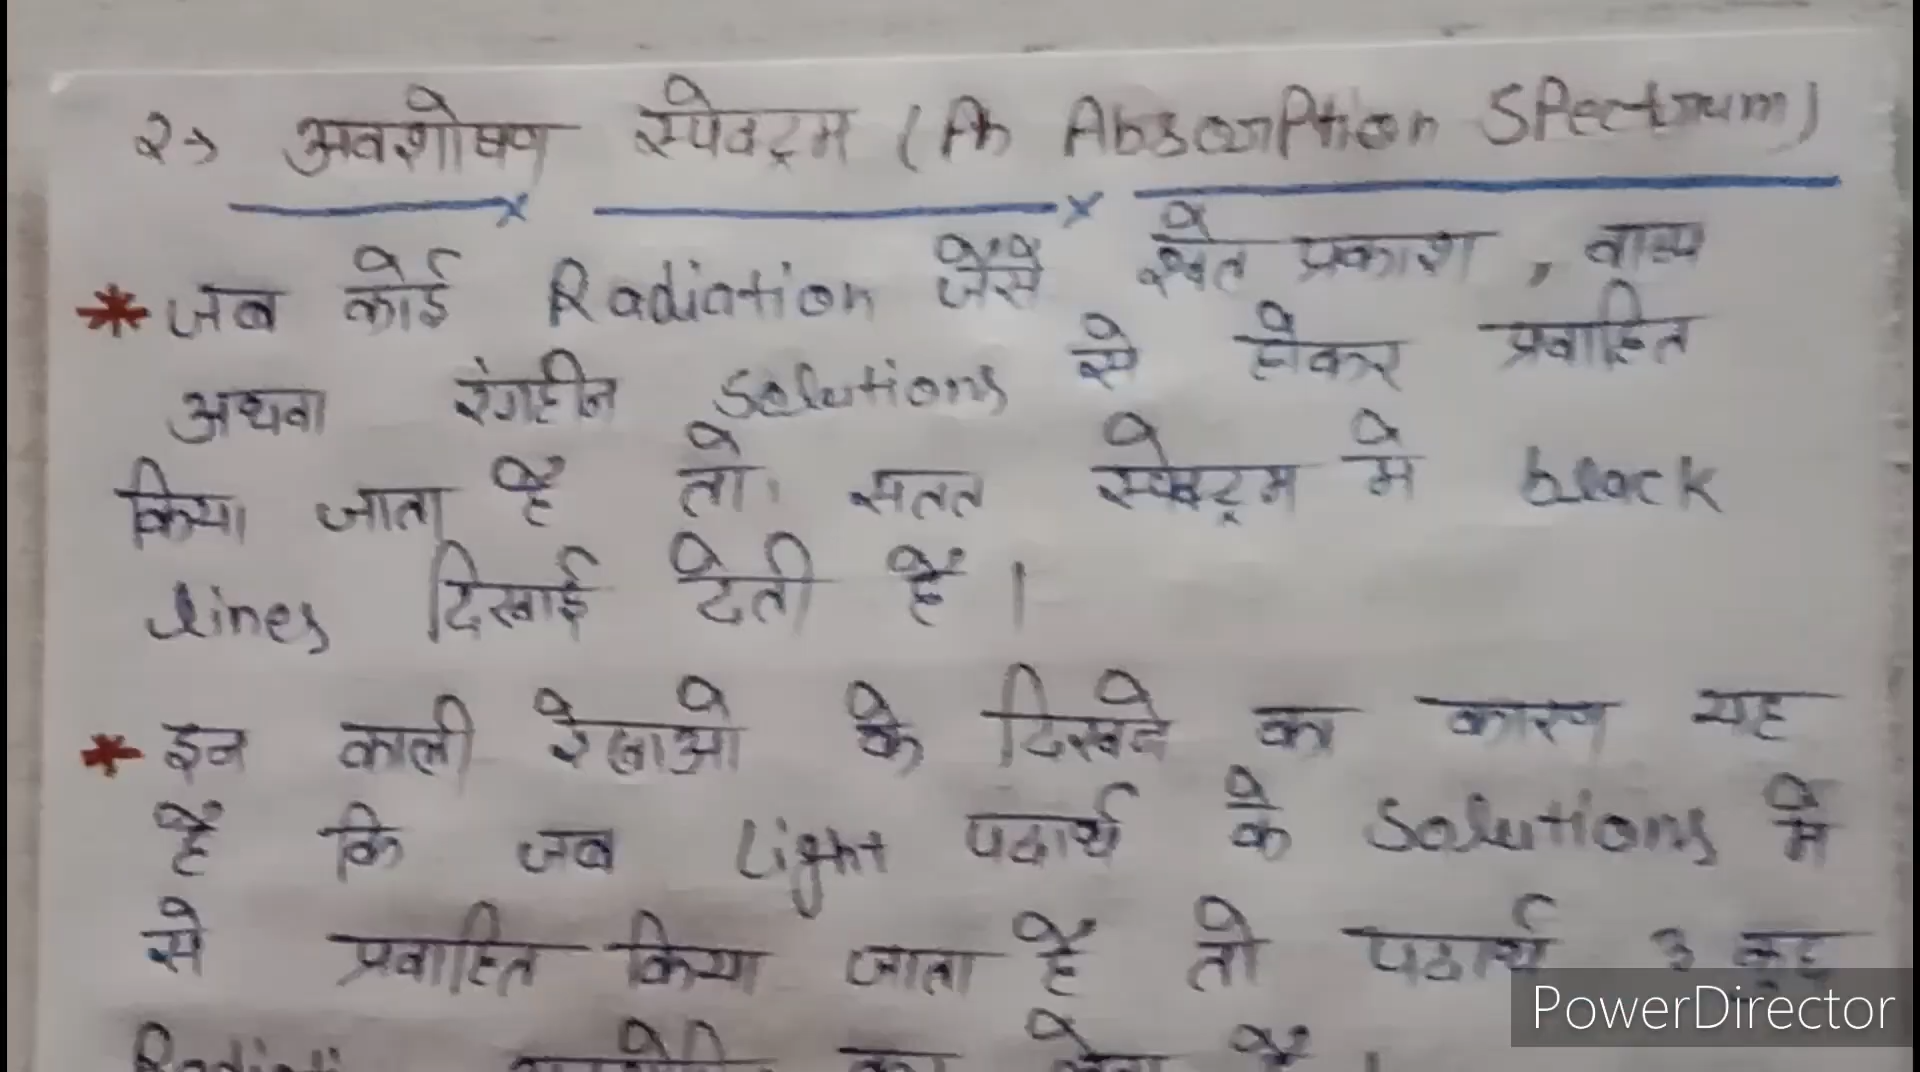 २→ अवशोषण स्पेक्ट्रम (An Absorption Spectrum)
* जब कोई Radiation जैसे श्वेत प्रकाश , वाष्प
अथवा रंगहीन Solutions से होकर प्रवाहित
किया जाता है तो सतत स्पेक्ट्रम मे black
lines दिखाई देती है ।
* इन काली रेखाओ के दिखने का कारण यह
है कि जब Light पदार्थ के Solutions मे
से प्रवाहित किया जाता है तो पदार्थ कुछ
PowerDirector